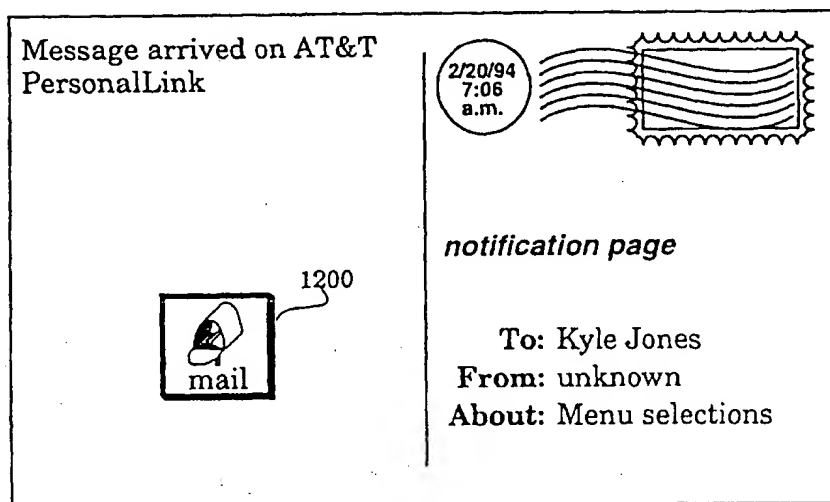 Message arrived on AT&T
PersonalLink
2/20/94
7:06
a.m.
notification page
1200
mail
To: Kyle Jones
From: unknown
About: Menu selections